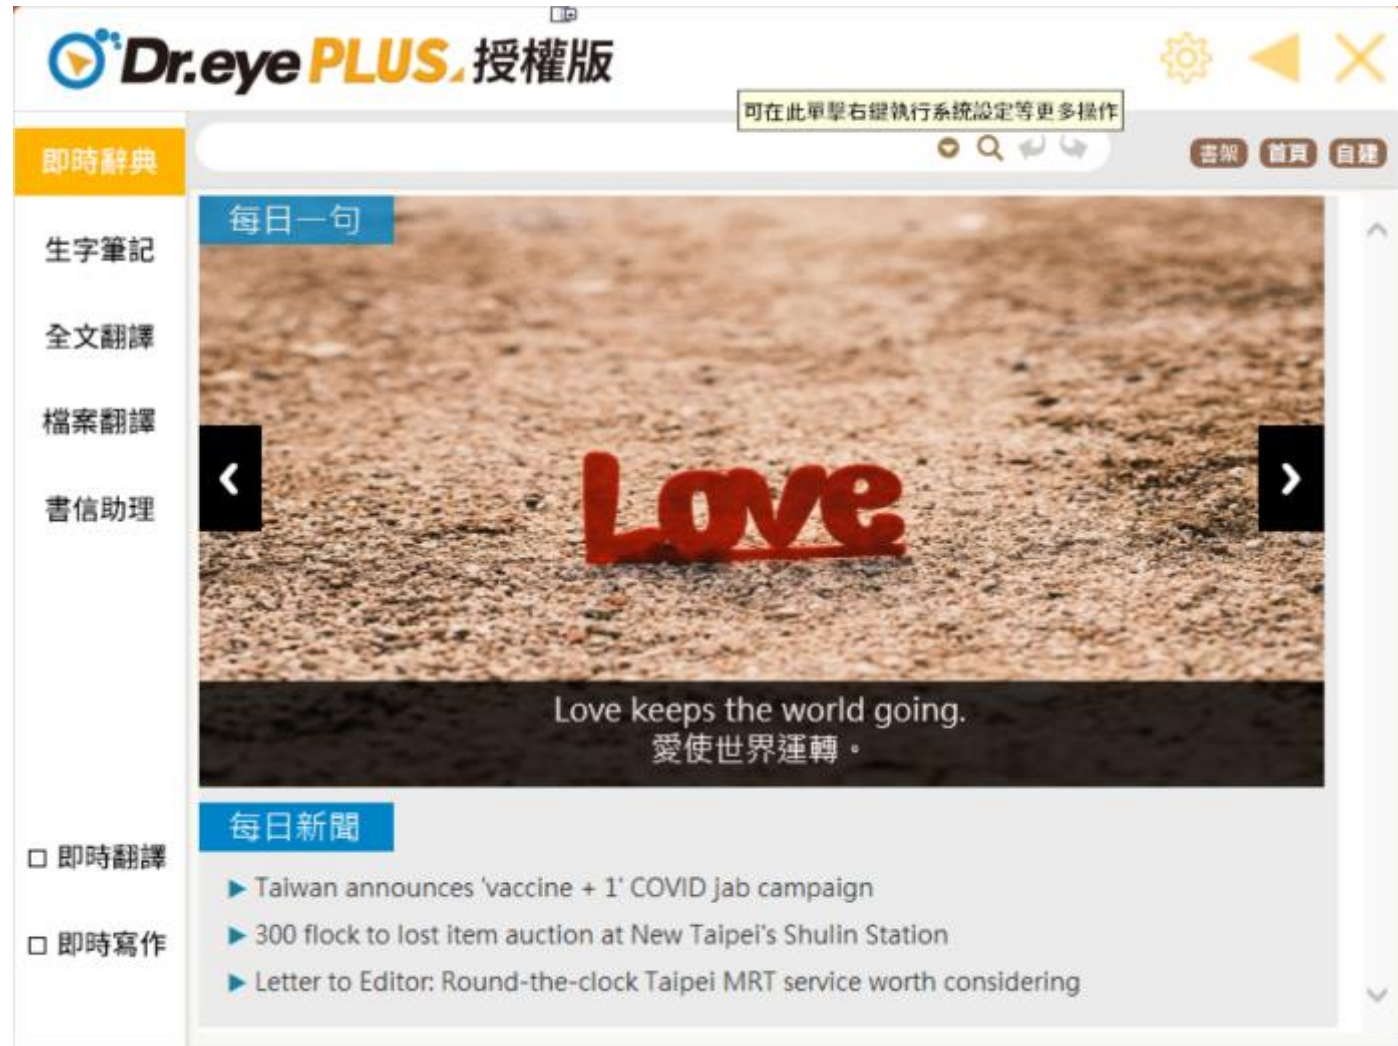 Dr.eye PLUS 授權版
可在此單擊右鍵執行系統設定等更多操作
即時辭典
書架 首頁 自建
每日一句
生字筆記
全文翻譯
檔案翻譯
書信助理
Love
Love keeps the world going.
愛使世界運轉。
每日新聞
即時翻譯
Taiwan announces 'vaccine + 1' COVID jab campaign
300 flock to lost item auction at New Taipei's Shulin Station
即時寫作
Letter to Editor: Round-the-clock Taipei MRT service worth considering